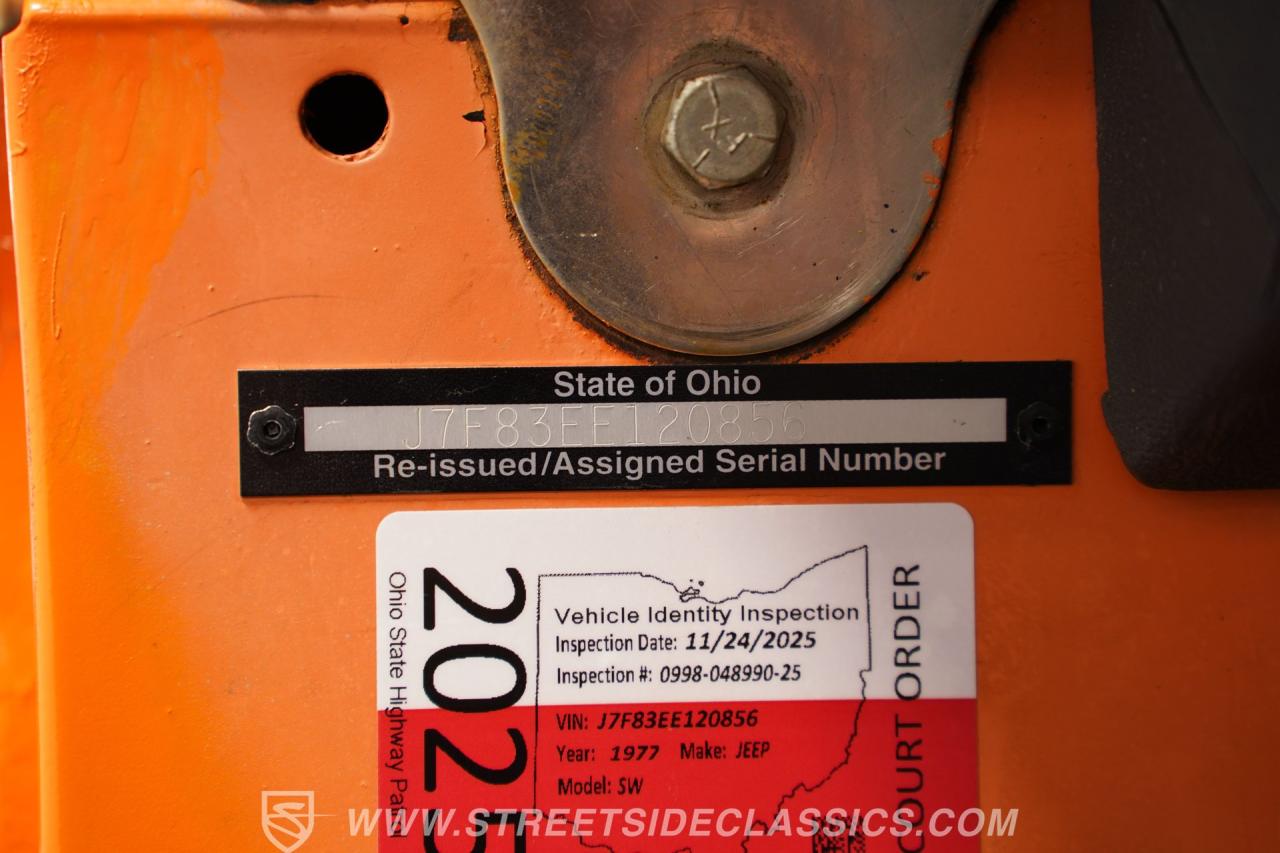 State of Ohio
J7F83EE120856
Re-issued/Assigned Serial Number
Ohio State Highway Patrol
2025
Vehicle Identity Inspection
Inspection Date: 11/24/2025
Inspection #: 0998-048990-25
VIN: J7F83EE120856
Year: 1977 Make: JEEP
Model: SW
COURT ORDER
WWW.STREETSIDECLASSICS.COM